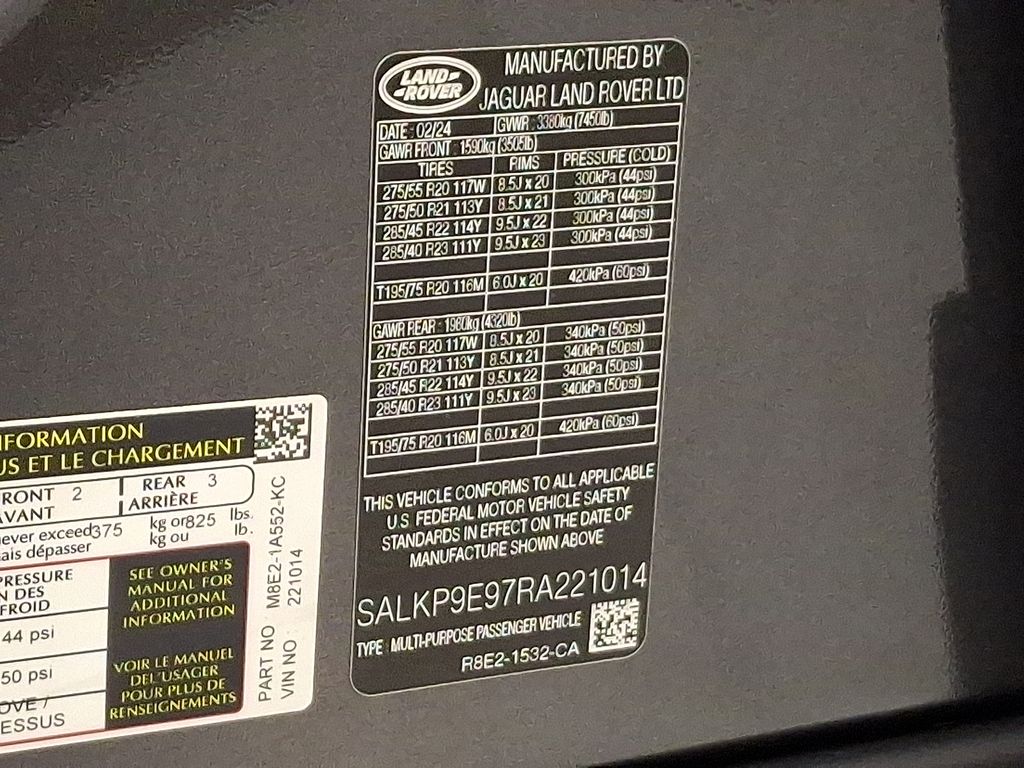 LAND-
ROVER
MANUFACTURED BY
JAGUAR LAND ROVER LTD
DATE : 02/24 GVWR : 3380kg (7450lb)
GAWR FRONT : 1590kg (3505lb)
TIRES RIMS PRESSURE (COLD)
275/55 R20 117W 8.5J x 20 300kPa (44psi)
275/50 R21 113Y 8.5J x 21 300kPa (44psi)
285/45 R22 114Y 9.5J x 22 300kPa (44psi)
285/40 R23 111Y 9.5J x 23 300kPa (44psi)
T195/75 R20 116M 6.0J x 20 420kPa (60psi)
GAWR REAR : 1960kg (4320lb)
275/55 R20 117W 8.5J x 20 340kPa (50psi)
275/50 R21 113Y 8.5J x 21 340kPa (50psi)
285/45 R22 114Y 9.5J x 22 340kPa (50psi)
285/40 R23 111Y 9.5J x 23 340kPa (50psi)
T195/75 R20 116M 6.0J x 20 420kPa (60psi)
THIS VEHICLE CONFORMS TO ALL APPLICABLE
U.S. FEDERAL MOTOR VEHICLE SAFETY
STANDARDS IN EFFECT ON THE DATE OF
MANUFACTURE SHOWN ABOVE
SALKP9E97RA221014
TYPE : MULTI-PURPOSE PASSENGER VEHICLE
R8E2-1532-CA
NFORMATION
US ET LE CHARGEMENT
RONT 2 REAR 3
AVANT ARRIÈRE
never exceed 375 kg or 825 lbs.
mais dépasser kg ou lb.
PRESSURE
N DES
FROID
44 psi
50 psi
OVE /
ESSUS
SEE OWNER'S
MANUAL FOR
ADDITIONAL
INFORMATION
VOIR LE MANUEL
DEL'USAGER
POUR PLUS DE
RENSEIGNEMENTS
PART NO : M8E2-1A552-KC
VIN NO : 221014